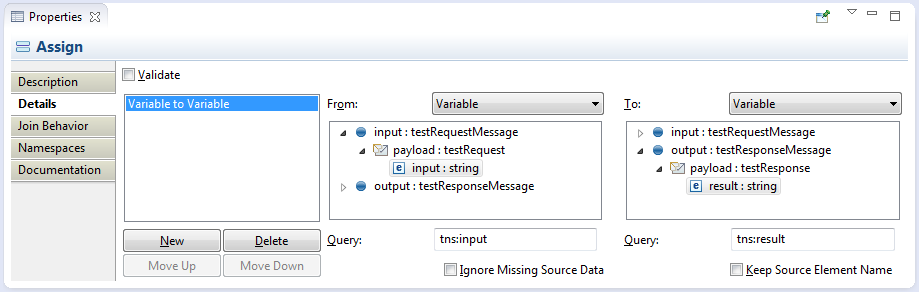 Properties
Assign
Description
Details
Join Behavior
Namespaces
Documentation
Validate
Variable to Variable
New Delete
Move Up Move Down
From: Variable
input : testRequestMessage
payload : testRequest
e input : string
output : testResponseMessage
Query: tns:input
Ignore Missing Source Data
To: Variable
input : testRequestMessage
output : testResponseMessage
payload : testResponse
e result : string
Query: tns:result
Keep Source Element Name